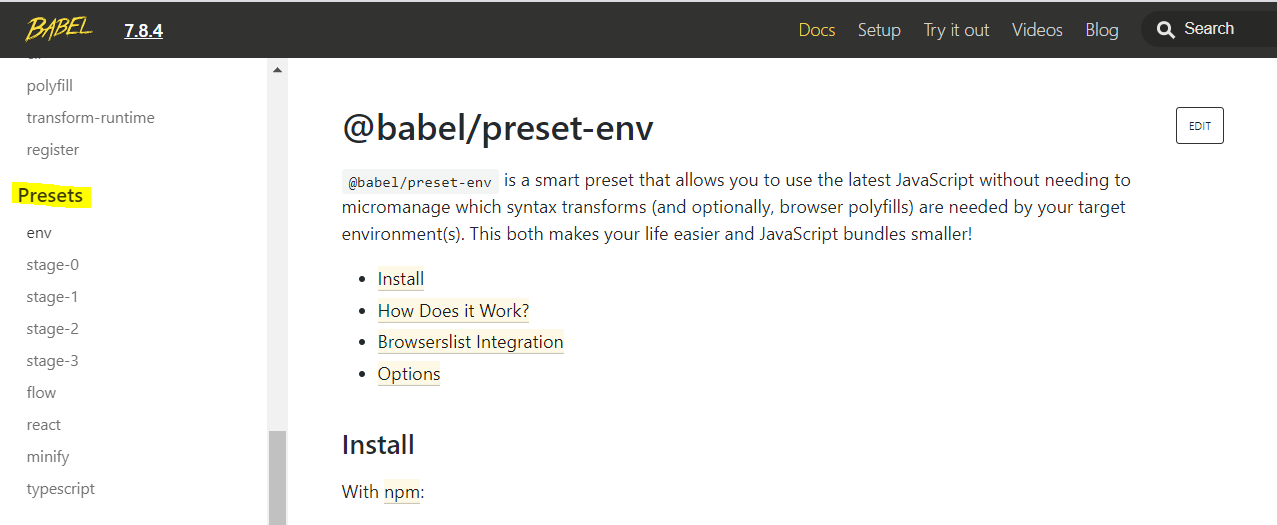 BABEL 7.8.4 Docs Setup Try it out Videos Blog Search
polyfill
transform-runtime
register
Presets
env
stage-0
stage-1
stage-2
stage-3
flow
react
minify
typescript
@babel/preset-env
EDIT
@babel/preset-env is a smart preset that allows you to use the latest JavaScript without needing to
micromanage which syntax transforms (and optionally, browser polyfills) are needed by your target
environment(s). This both makes your life easier and JavaScript bundles smaller!
Install
How Does it Work?
Browserslist Integration
Options
Install
With npm: